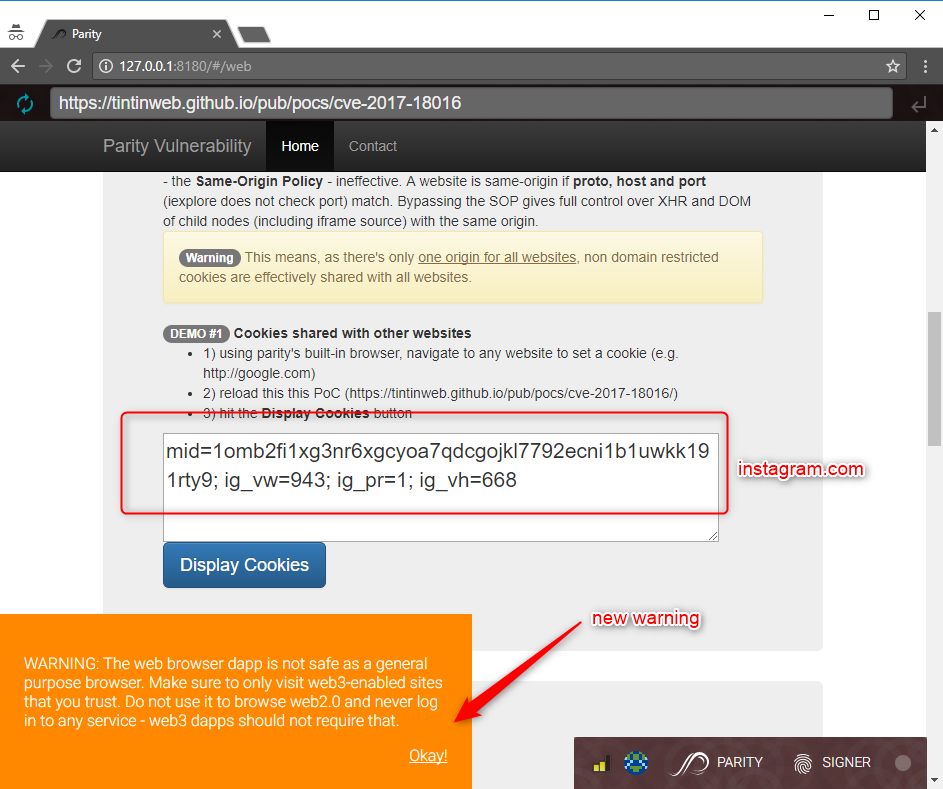 Parity
127.0.0.1:8180/#/web
https://tintinweb.github.io/pub/pocs/cve-2017-18016
Parity Vulnerability Home Contact
- the Same-Origin Policy - ineffective. A website is same-origin if proto, host and port
(iexplore does not check port) match. Bypassing the SOP gives full control over XHR and DOM
of child nodes (including iframe source) with the same origin.
Warning This means, as there's only one origin for all websites, non domain restricted
cookies are effectively shared with all websites.
DEMO #1 Cookies shared with other websites
• 1) using parity's built-in browser, navigate to any website to set a cookie (e.g.
http://google.com)
• 2) reload this this PoC (https://tintinweb.github.io/pub/pocs/cve-2017-18016/)
• 3) hit the Display Cookies button
mid=1omb2fi1xg3nr6xgcyoa7qdcgojkl7792ecni1b1uwkk19
1rty9; ig_vw=943; ig_pr=1; ig_vh=668
instagram.com
Display Cookies
new warning
WARNING: The web browser dapp is not safe as a general
purpose browser. Make sure to only visit web3-enabled sites
that you trust. Do not use it to browse web2.0 and never log
in to any service - web3 dapps should not require that.
Okay!
PARITY SIGNER